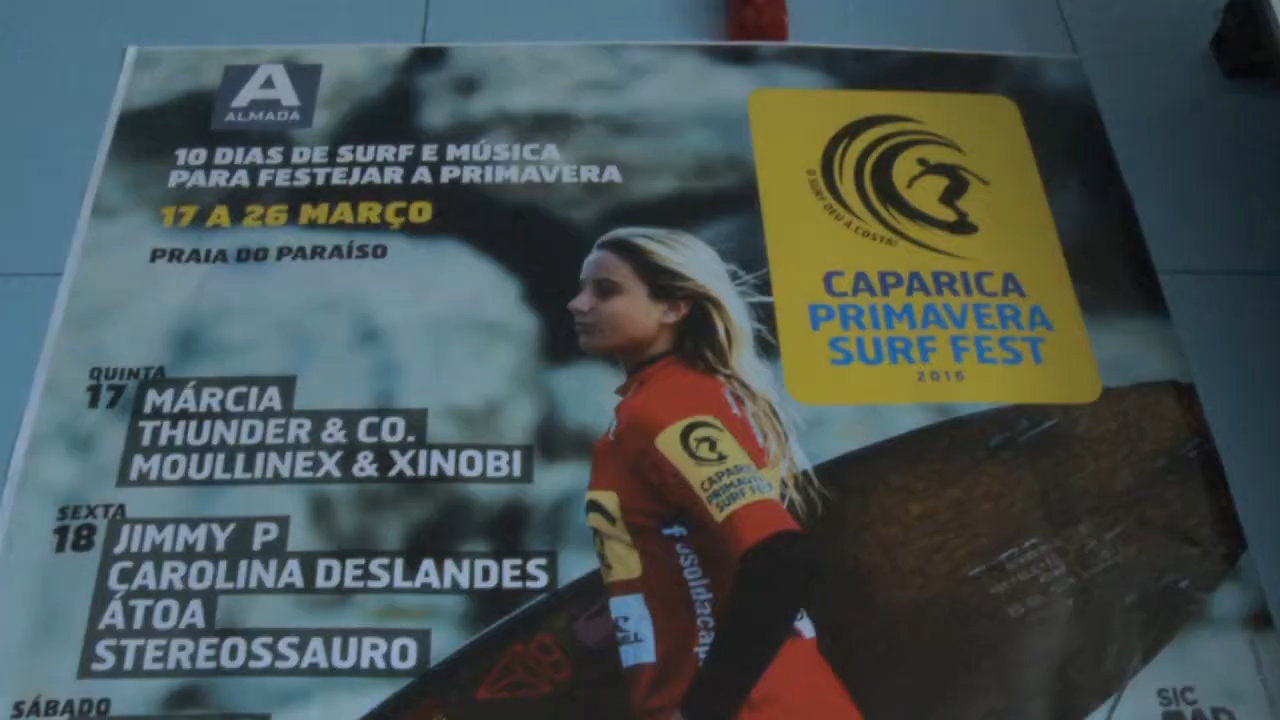 A
ALMADA
10 DIAS DE SURF E MÚSICA
PARA FESTEJAR A PRIMAVERA
17 A 26 MARÇO
PRAIA DO PARAÍSO
O SURF DEU À COSTA!
CAPARICA
PRIMAVERA
SURF FEST
2016
QUINTA
17
MÁRCIA
THUNDER & CO.
MOULLINEX & XINOBI
SEXTA
18
JIMMY P
CAROLINA DESLANDES
ÁTOA
STEREOSSAURO
SÁBADO
CAPARICA
PRIMAVERA
SURF FEST
SIC